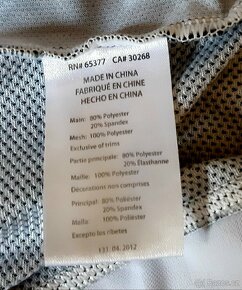 RN# 65377 CA# 30268
MADE IN CHINA
FABRIQUÉ EN CHINE
HECHO EN CHINA
Main: 80% Polyester
20% Spandex
Mesh: 100% Polyester
Exclusive of trims
Partie principale: 80% Polyester
20% Élasthanne
Maille: 100% Polyester
Décorations non comprises
Principal: 80% Poliéster
20% Spandex
Malla: 100% Poliéster
Excepto los ribetes
131 04. 2012